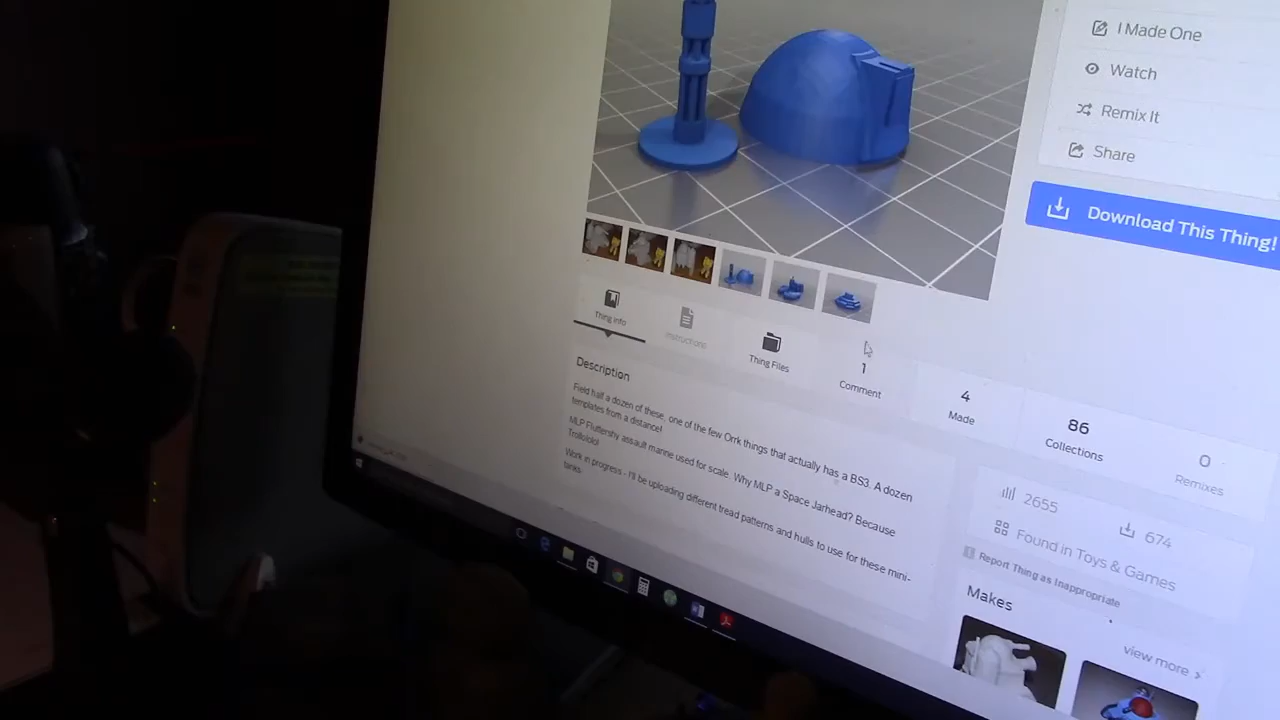 I Made One
Watch
Remix It
Share
Download This Thing!
Thing Info
Instructions
Thing Files
1
Comment
4
Made
86
Collections
0
Remixes
Description
Field half a dozen of these, one of the few Orrk things that actually has a BS3. A dozen
templates from a distance!
MLP Fluttershy assault marine used for scale. Why MLP a Space Jarhead? Because
Trollololol
Work in progress - I'll be uploading different tread patterns and hulls to use for these mini-
tanks.
2655
674
Found in Toys & Games
Report Thing as Inappropriate
Makes
view more